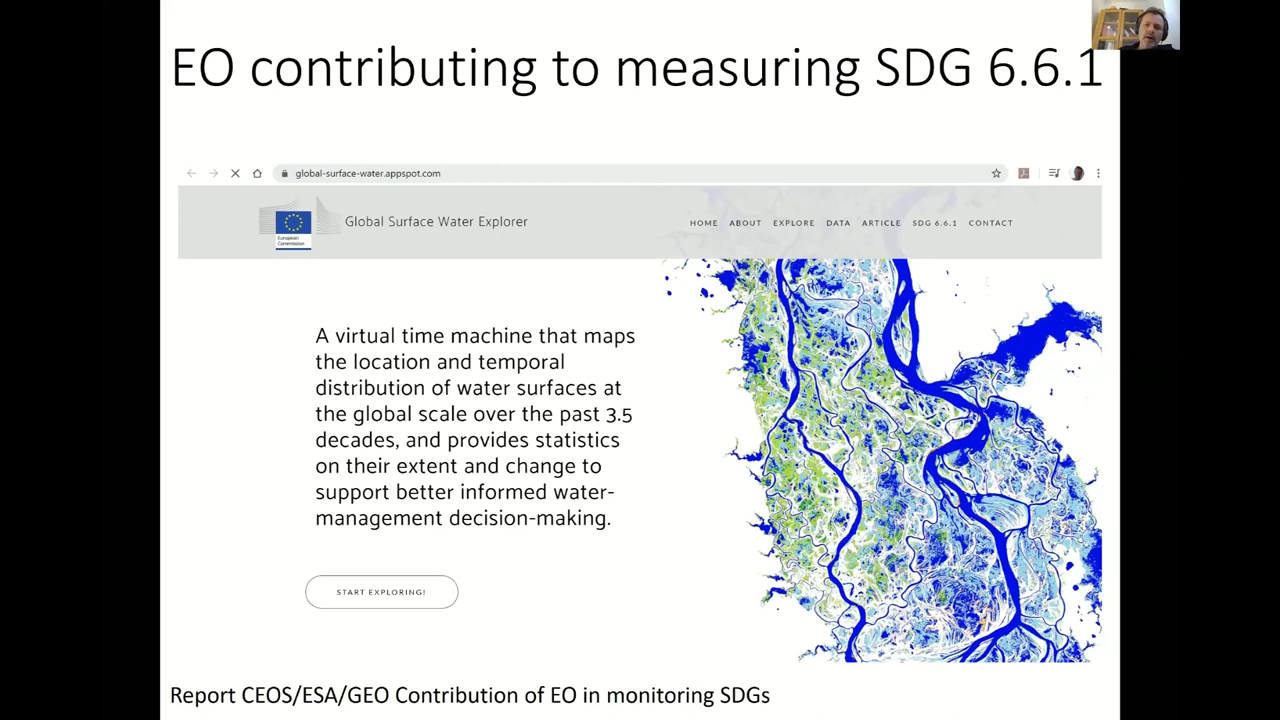 EO contributing to measuring SDG 6.6.1
global-surface-water.appspot.com
European
Commission
Global Surface Water Explorer
HOME ABOUT EXPLORE DATA ARTICLE SDG 6.6.1 CONTACT
A virtual time machine that maps
the location and temporal
distribution of water surfaces at
the global scale over the past 3.5
decades, and provides statistics
on their extent and change to
support better informed water-
management decision-making.
START EXPLORING!
Report CEOS/ESA/GEO Contribution of EO in monitoring SDGs